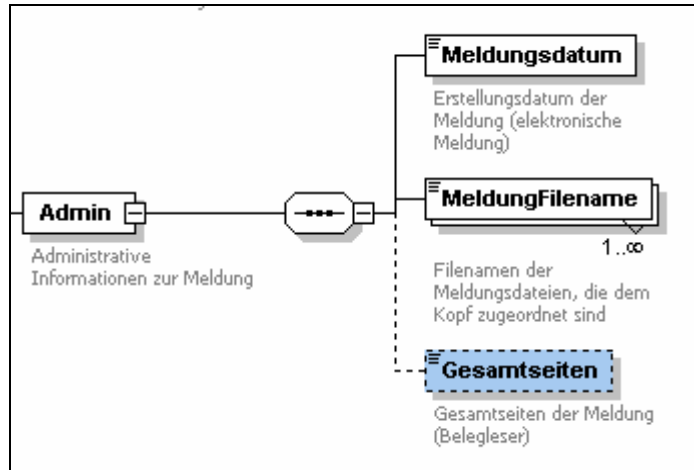 Meldungsdatum
Erstellungsdatum der
Meldung (elektronische
Meldung)
Admin
Administrative
Informationen zur Meldung
MeldungFilename
1..∞
Filenamen der
Meldungsdateien, die dem
Kopf zugeordnet sind
Gesamtseiten
Gesamtseiten der Meldung
(Belegleser)